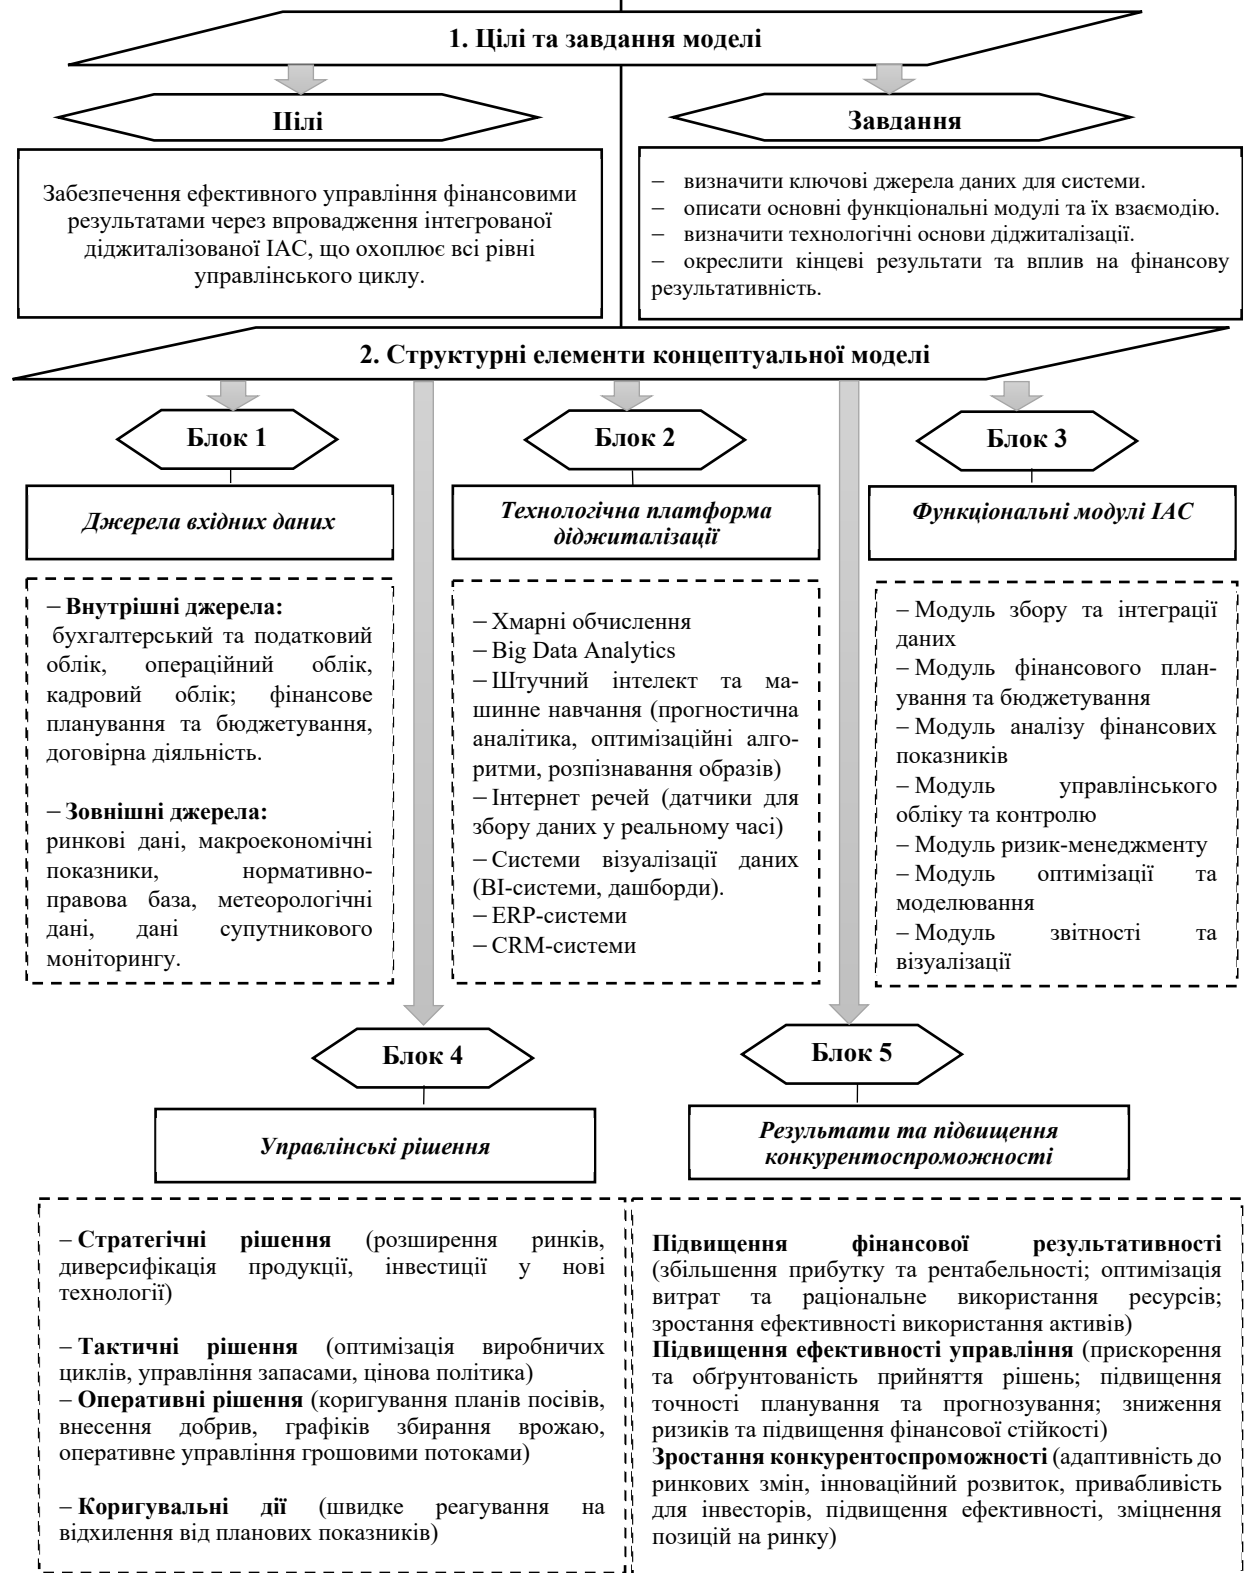 1. Цілі та завдання моделі
Цілі
Завдання
Забезпечення ефективного управління фінансовими
результатами через впровадження інтегрованої
діджиталізованої ІАС, що охоплює всі рівні
управлінського циклу.
– визначити ключові джерела даних для системи.
– описати основні функціональні модулі та їх взаємодію.
– визначити технологічні основи діджиталізації.
– окреслити кінцеві результати та вплив на фінансову
результативність.
2. Структурні елементи концептуальної моделі
Блок 1
Блок 2
Блок 3
Джерела вхідних даних
Технологічна платформа
діджиталізації
Функціональні модулі ІАС
– Внутрішні джерела:
бухгалтерський та податковий
облік, операційний облік,
кадровий облік; фінансове
планування та бюджетування,
договірна діяльність.
– Зовнішні джерела:
ринкові дані, макроекономічні
показники, нормативно-
правова база, метеорологічні
дані, дані супутникового
моніторингу.
– Хмарні обчислення
– Big Data Analytics
– Штучний інтелект та ма-
шинне навчання (прогностична
аналітика, оптимізаційні алго-
ритми, розпізнавання образів)
– Інтернет речей (датчики для
збору даних у реальному часі)
– Системи візуалізації даних
(BI-системи, дашборди).
– ERP-системи
– CRM-системи
– Модуль збору та інтеграції
даних
– Модуль фінансового план-
ування та бюджетування
– Модуль аналізу фінансових
показників
– Модуль управлінського
обліку та контролю
– Модуль ризик-менеджменту
– Модуль оптимізації та
моделювання
– Модуль звітності та
візуалізації
Блок 4
Блок 5
Управлінські рішення
Результати та підвищення
конкурентоспроможності
– Стратегічні рішення (розширення ринків,
диверсифікація продукції, інвестиції у нові
технології)
– Тактичні рішення (оптимізація виробничих
циклів, управління запасами, цінова політика)
– Оперативні рішення (коригування планів посівів,
внесення добрив, графіків збирання врожаю,
оперативне управління грошовими потоками)
– Коригувальні дії (швидке реагування на
відхилення від планових показників)
Підвищення фінансової результативності
(збільшення прибутку та рентабельності; оптимізація
витрат та раціональне використання ресурсів;
зростання ефективності використання активів)
Підвищення ефективності управління (прискорення
та обґрунтованість прийняття рішень; підвищення
точності планування та прогнозування; зниження
ризиків та підвищення фінансової стійкості)
Зростання конкурентоспроможності (адаптивність до
ринкових змін, інноваційний розвиток, привабливість
для інвесторів, підвищення ефективності, зміцнення
позицій на ринку)